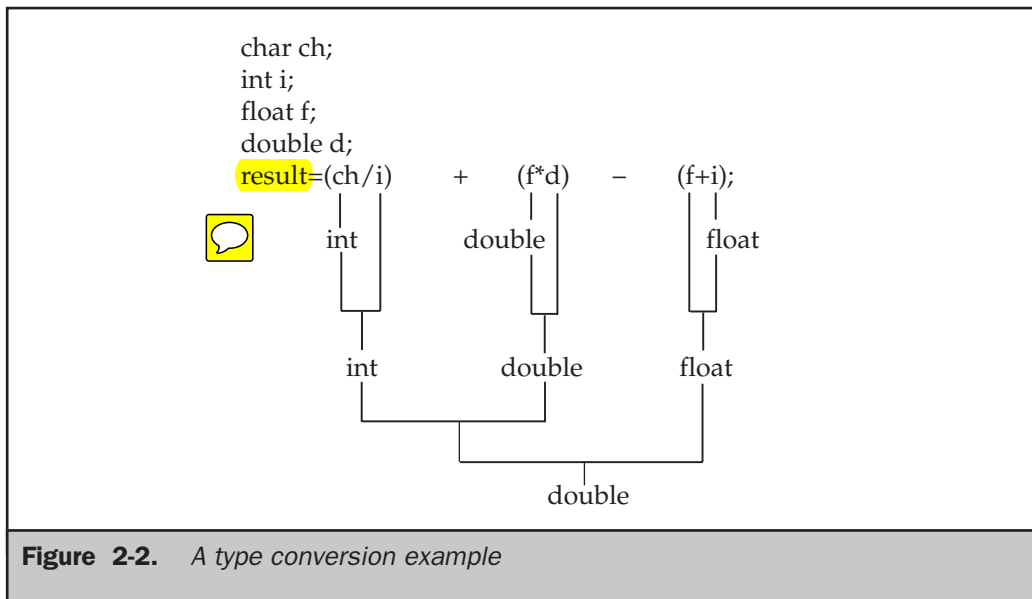 char ch;
int i;
float f;
double d;
result=(ch/i) + (f*d) – (f+i);
int double float
int double float
double
Figure 2-2. A type conversion example